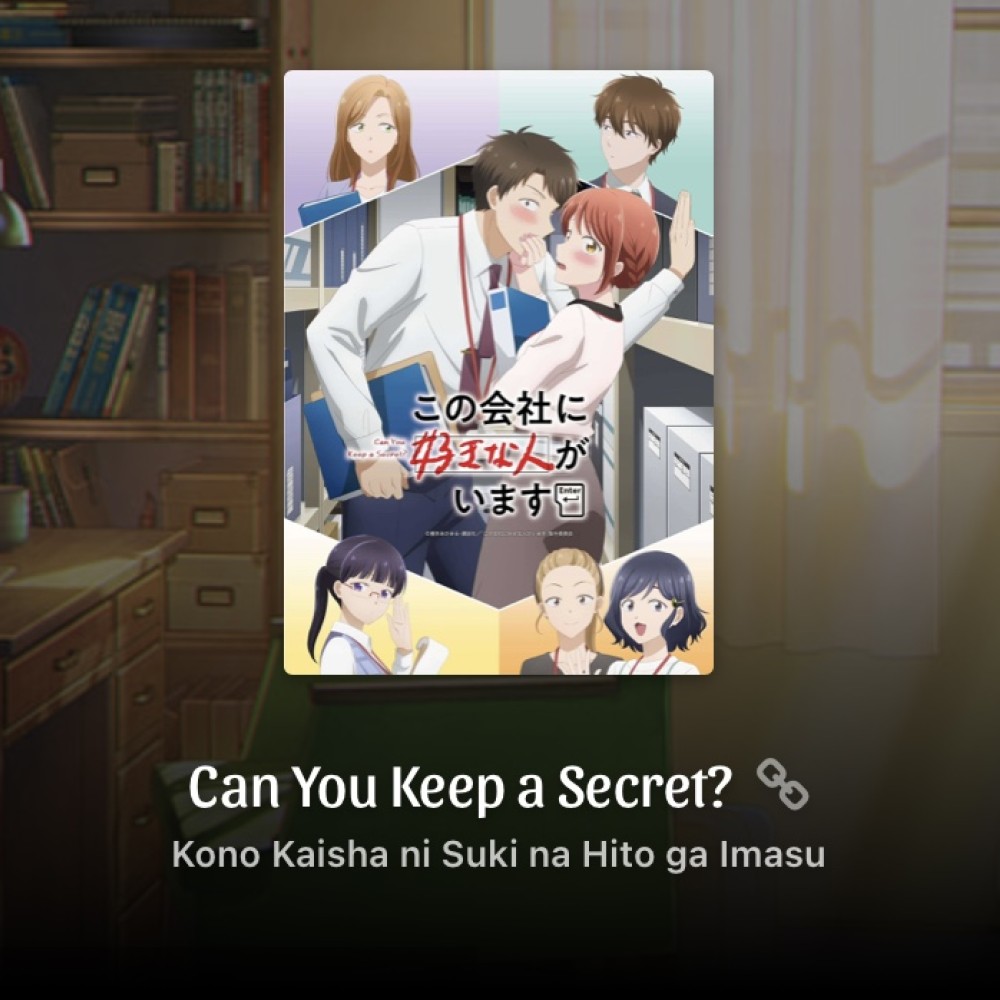 この会社に
Can You
Keep a Secret?
好きな人が
います
Enter
Can You Keep a Secret?
Kono Kaisha ni Suki na Hito ga Imasu